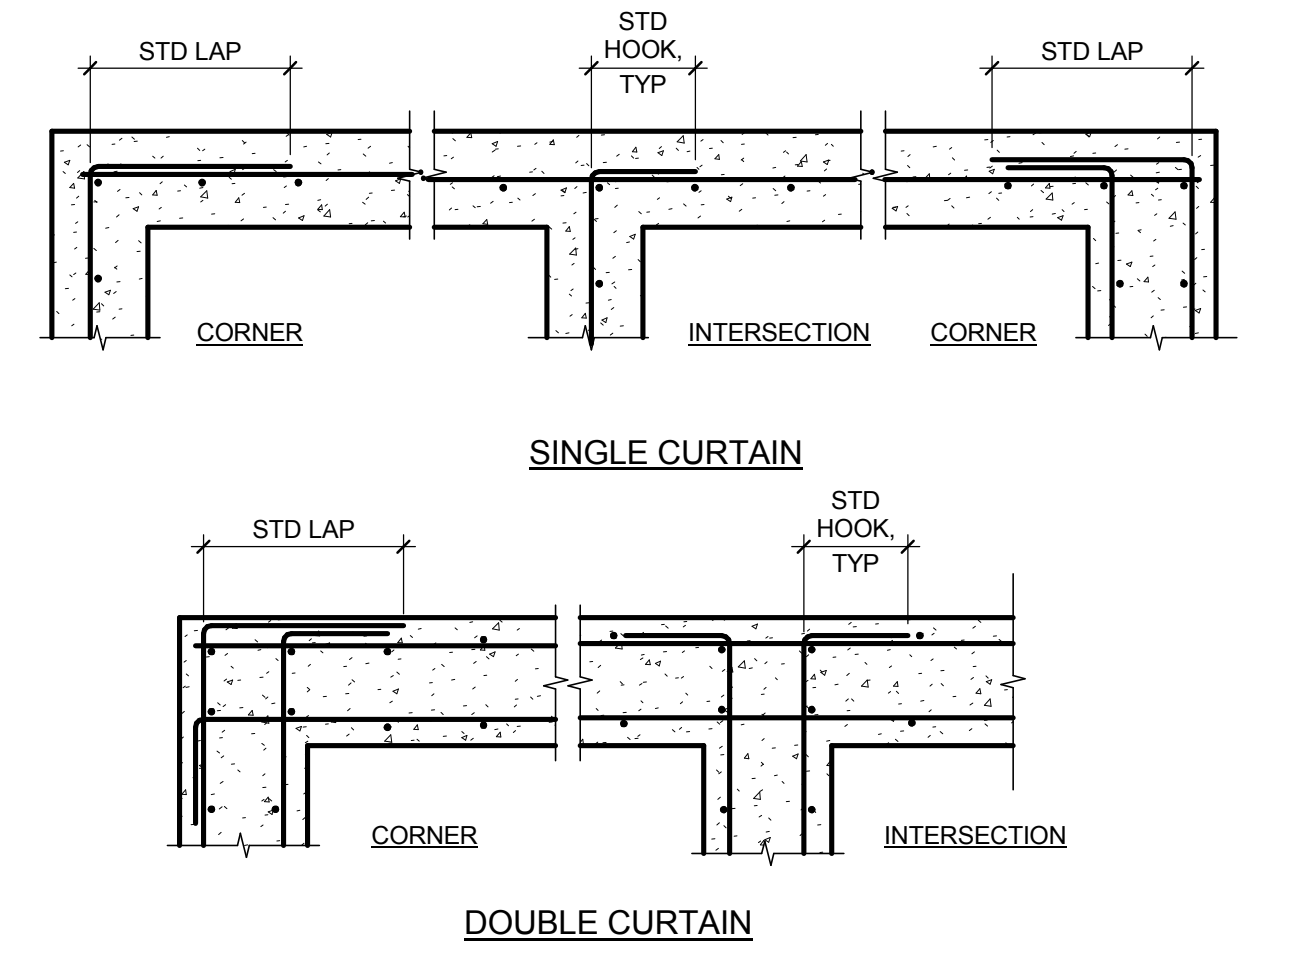 STD LAP
STD
HOOK,
TYP
STD LAP
CORNER
INTERSECTION
CORNER
SINGLE CURTAIN
STD LAP
STD
HOOK,
TYP
CORNER
INTERSECTION
DOUBLE CURTAIN